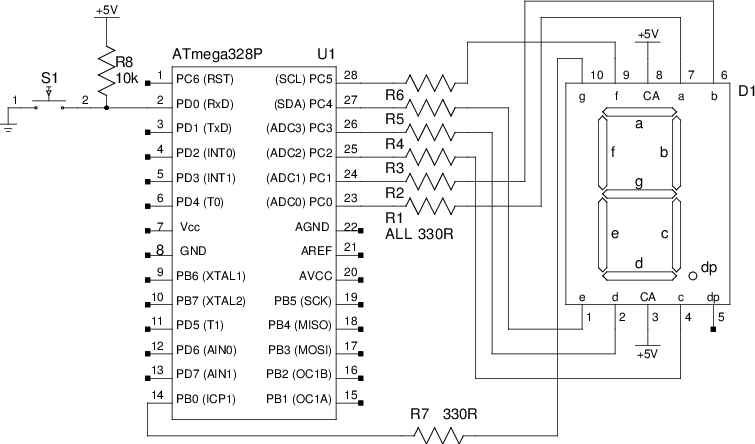 +5V
R8
10k
S1
1 2
ATmega328P U1
1 PC6 (RST) (SCL) PC5 28
2 PD0 (RxD) (SDA) PC4 27
3 PD1 (TxD) (ADC3) PC3 26
4 PD2 (INT0) (ADC2) PC2 25
5 PD3 (INT1) (ADC1) PC1 24
6 PD4 (T0) (ADC0) PC0 23
7 Vcc AGND 22
8 GND AREF 21
9 PB6 (XTAL1) AVCC 20
10 PB7 (XTAL2) PB5 (SCK) 19
11 PD5 (T1) PB4 (MISO) 18
12 PD6 (AIN0) PB3 (MOSI) 17
13 PD7 (AIN1) PB2 (OC1B) 16
14 PB0 (ICP1) PB1 (OC1A) 15
R6
R5
R4
R3
R2
R1
ALL 330R
R7 330R
+5V
10 9 8 7 6
D1
g f CA a b
a
f b
g
e c
d
dp
e d CA c dp
1 2 3 4 5
+5V